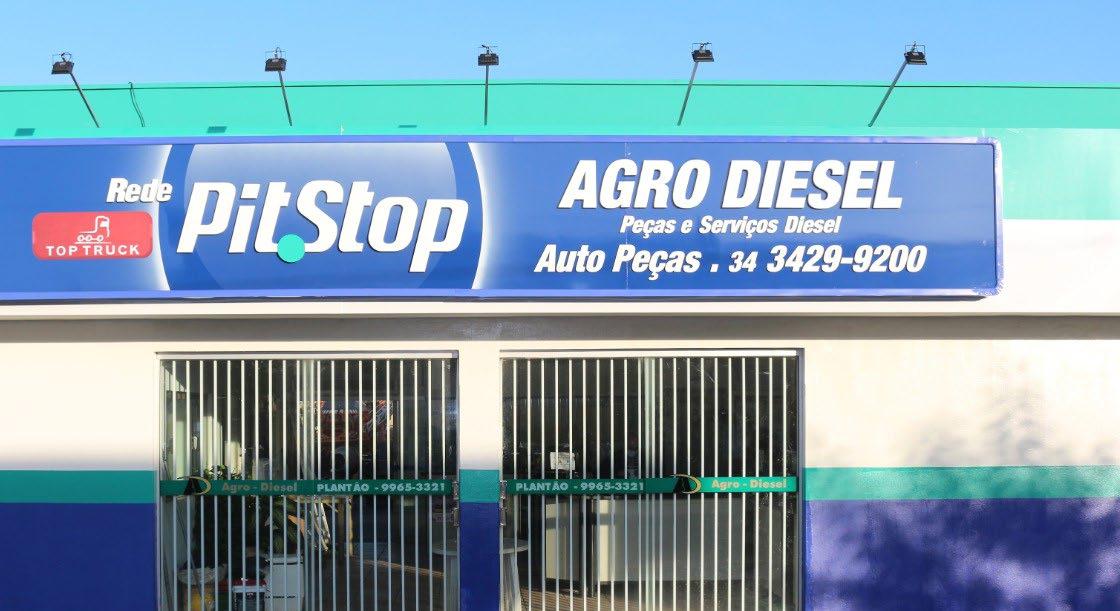 Rede
PitStop
TOP TRUCK
AGRO DIESEL
Peças e Serviços Diesel
Auto Peças . 34 3429-9200
Agro - Diesel PLANTÃO - 9965-3321
PLANTÃO - 9965-3321 Agro - Diesel